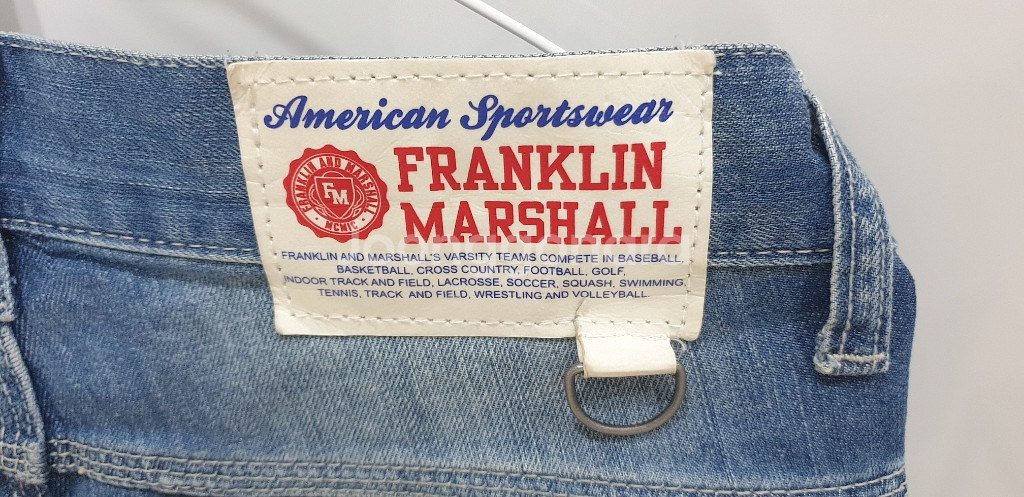 American Sportswear
FRANKLIN AND MARSHALL
FM
MCMIC
FRANKLIN
MARSHALL
FRANKLIN AND MARSHALL'S VARSITY TEAMS COMPETE IN BASEBALL,
BASKETBALL, CROSS COUNTRY, FOOTBALL, GOLF,
INDOOR TRACK AND FIELD, LACROSSE, SOCCER, SQUASH, SWIMMING,
TENNIS, TRACK AND FIELD, WRESTLING AND VOLLEYBALL.